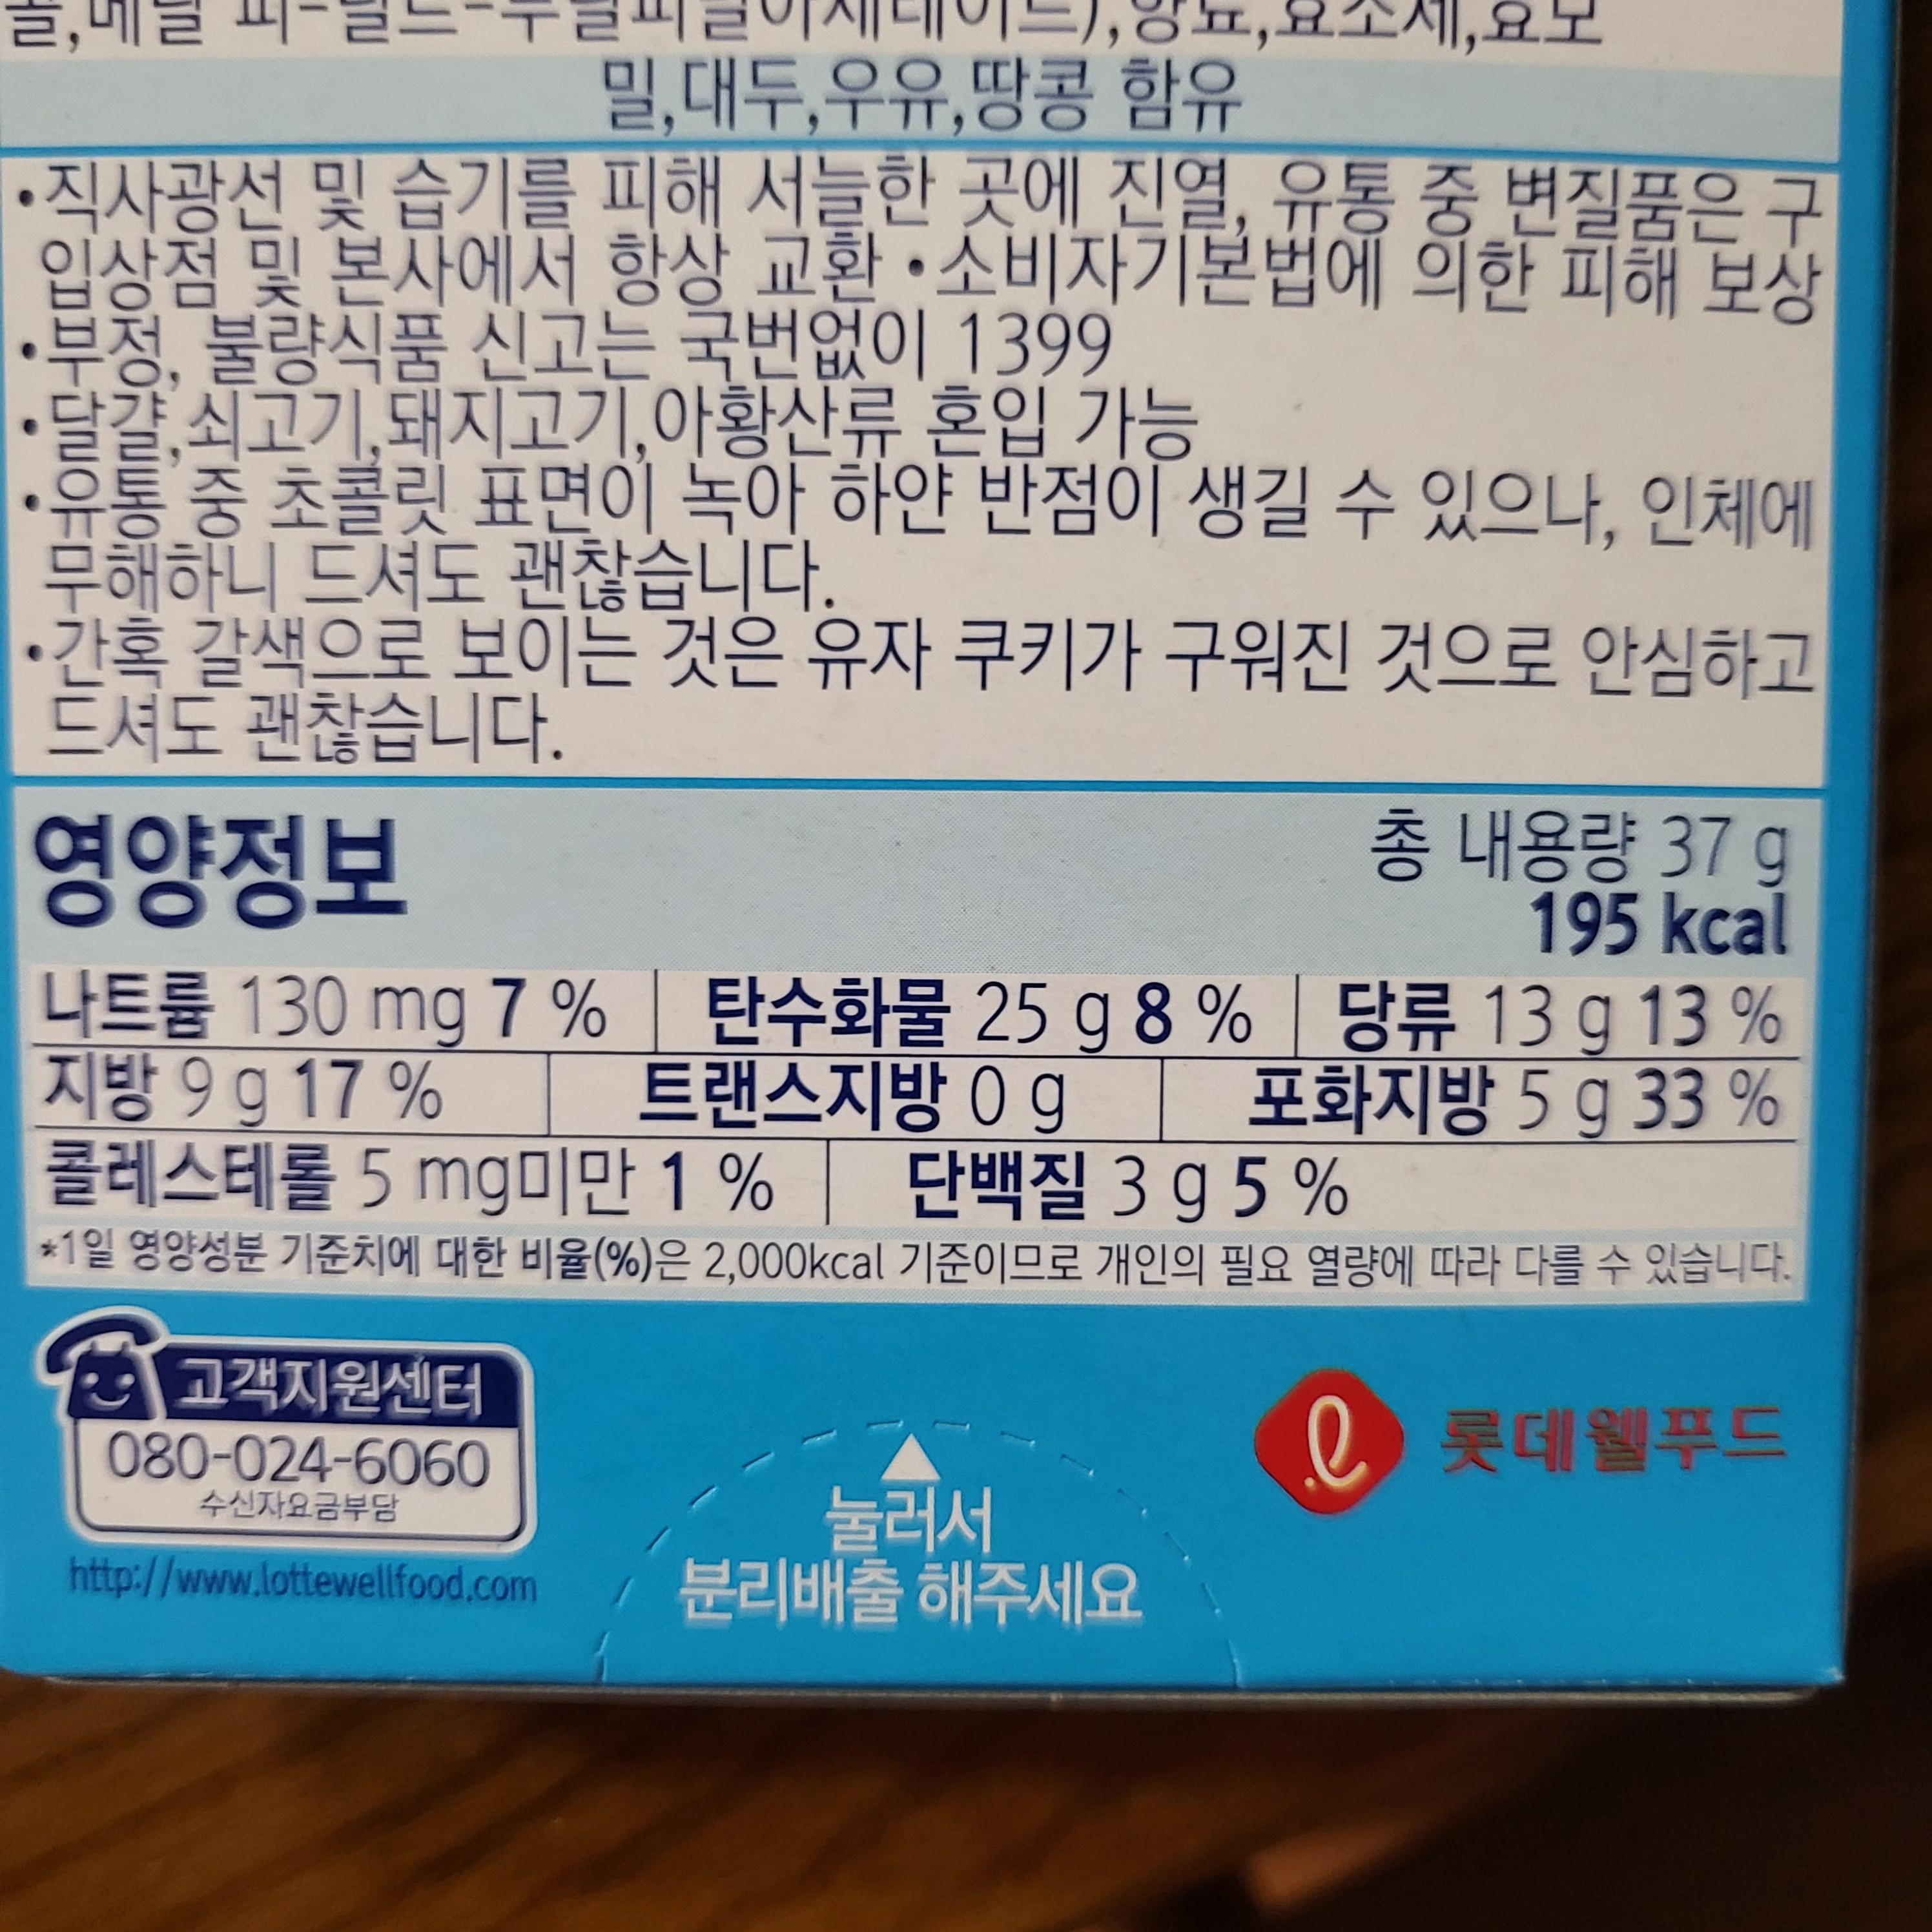 향료,효소제,효모
밀,대두,우유,땅콩 함유
•직사광선 및 습기를 피해 서늘한 곳에 진열, 유통 중 변질품은 구
입상점 및 본사에서 항상 교환 •소비자기본법에 의한 피해 보상
•부정, 불량식품 신고는 국번없이 1399
•달걀,쇠고기,돼지고기,아황산류 혼입 가능
•유통 중 초콜릿 표면이 녹아 하얀 반점이 생길 수 있으나, 인체에
무해하니 드셔도 괜찮습니다.
•간혹 갈색으로 보이는 것은 유자 쿠키가 구워진 것으로 안심하고
드셔도 괜찮습니다.
영양정보
총 내용량 37 g
195 kcal
나트륨 130 mg 7 % 탄수화물 25 g 8 % 당류 13 g 13 %
지방 9 g 17 % 트랜스지방 0 g 포화지방 5 g 33 %
콜레스테롤 5 mg미만 1 % 단백질 3 g 5 %
*1일 영양성분 기준치에 대한 비율(%)은 2,000kcal 기준이므로 개인의 필요 열량에 따라 다를 수 있습니다.
고객지원센터
080-024-6060
수신자요금부담
http://www.lottewellfood.com
눌러서
분리배출 해주세요
롯데웰푸드